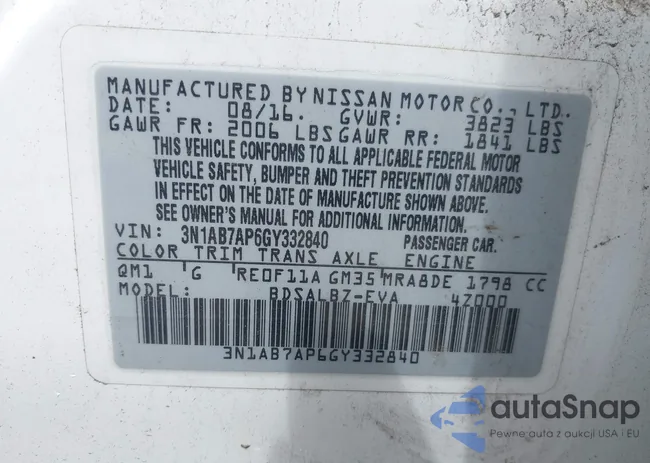 MANUFACTURED BY NISSAN MOTOR CO., LTD.
DATE: 08/16. GVWR: 3823 LBS
GAWR FR: 2006 LBS GAWR RR: 1841 LBS
THIS VEHICLE CONFORMS TO ALL APPLICABLE FEDERAL MOTOR
VEHICLE SAFETY, BUMPER AND THEFT PREVENTION STANDARDS
IN EFFECT ON THE DATE OF MANUFACTURE SHOWN ABOVE.
SEE OWNER'S MANUAL FOR ADDITIONAL INFORMATION.
VIN: 3N1AB7AP6GY332840 PASSENGER CAR.
COLOR TRIM TRANS AXLE ENGINE
QM1 G RE0F11A GM35 MRA8DE 1798 CC
MODEL: BDSALBZ-EVA 4Z000
3N1AB7AP6GY332840
autaSnap
Pewne auta z aukcji USA i EU